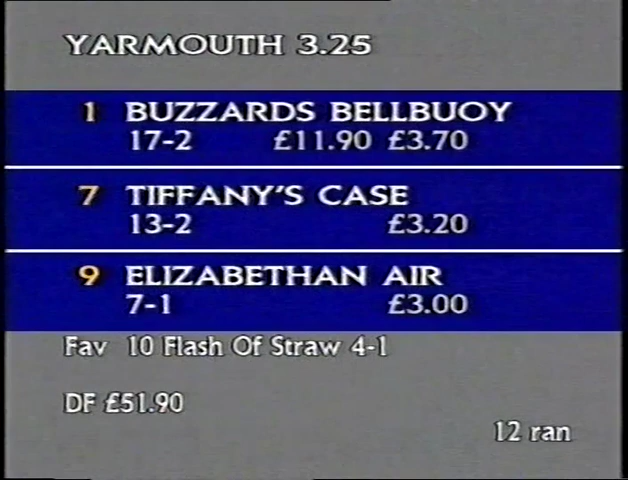 YARMOUTH 3.25
1 BUZZARDS BELLBUOY
17-2 £11.90 £3.70
7 TIFFANY'S CASE
13-2 £3.20
9 ELIZABETHAN AIR
7-1 £3.00
Fav 10 Flash Of Straw 4-1
DF £51.90
12 ran